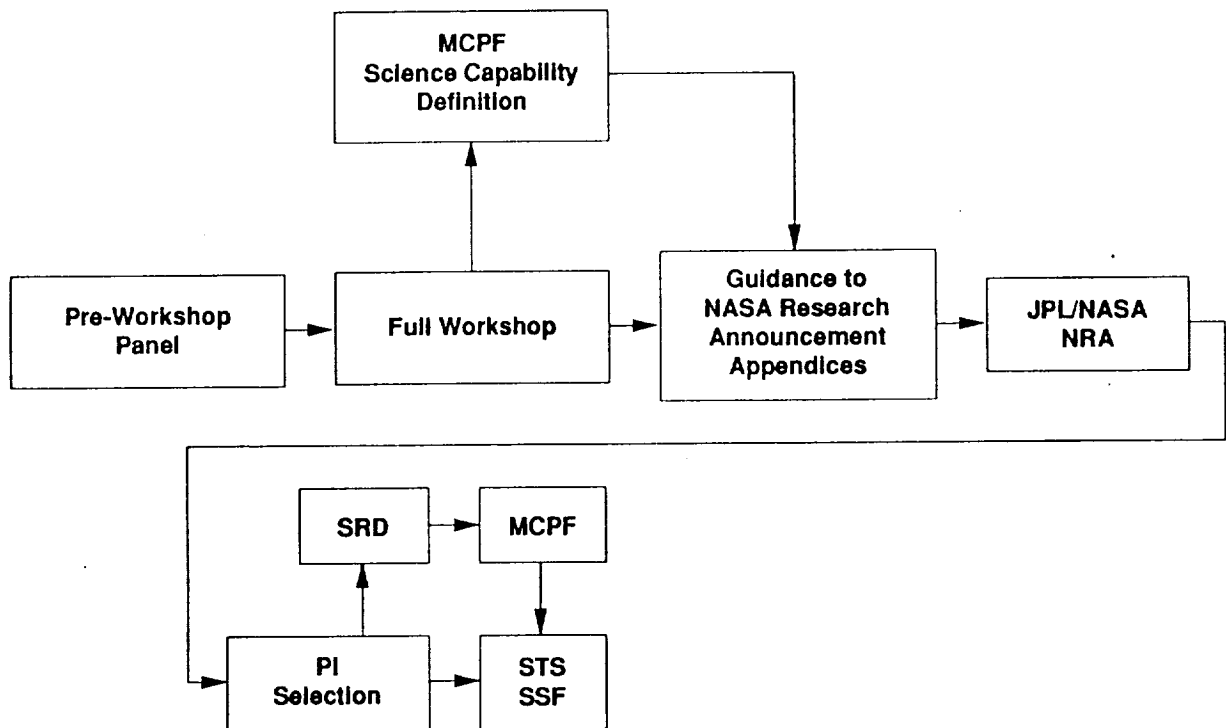 MCPF
Science Capability
Definition
Pre-Workshop
Panel
Full Workshop
Guidance to
NASA Research
Announcement
Appendices
JPL/NASA
NRA
SRD
MCPF
PI
Selection
STS
SSF